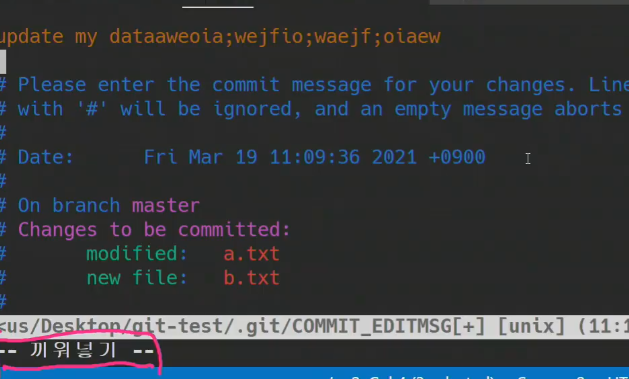 update my dataaweoia;wejfio;waejf;oiaew
# Please enter the commit message for your changes. Line
# with '#' will be ignored, and an empty message aborts
#
# Date:      Fri Mar 19 11:09:36 2021 +0900
#
# On branch master
# Changes to be committed:
#       modified:   a.txt
#       new file:   b.txt
#
<us/Desktop/git-test/.git/COMMIT_EDITMSG[+] [unix] (11:1
-- 끼워넣기 --